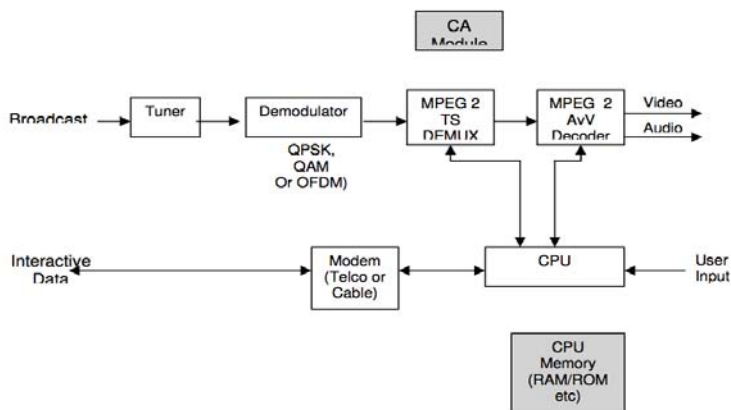 CA
Module
Broadcast
Tuner
Demodulator
MPEG 2
TS
DEMUX
MPEG 2
AvV
Decoder
Video
Audio
QPSK,
QAM
Or OFDM)
Interactive
Data
Modem
(Telco or
Cable)
CPU
User
Input
CPU
Memory
(RAM/ROM
etc)